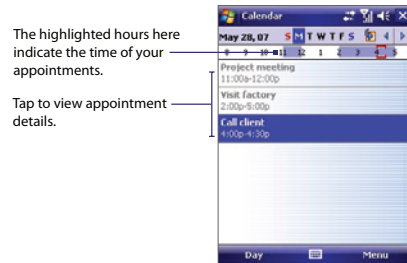 The highlighted hours here
indicate the time of your
appointments.
Tap to view appointment
details.
Calendar
May 28, 07 S M T W T F S
8 9 10 11 12 1 2 3 4 5
Project meeting
11:00a-12:00p
Visit factory
2:00p-5:00p
Call client
4:00p-4:30p
Day Menu